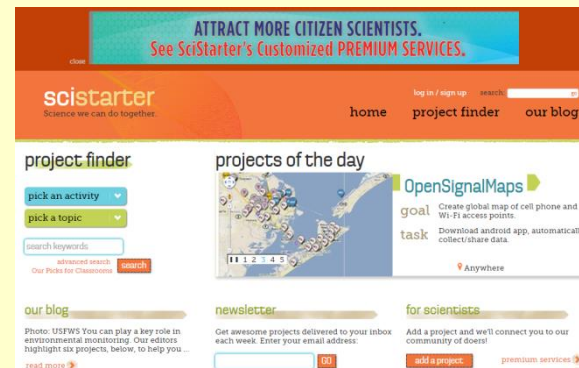 ATTRACT MORE CITIZEN SCIENTISTS.
See SciStarter's Customized PREMIUM SERVICES.
close
scistarter
Science we can do together.
log in / sign up search go
home project finder our blog
project finder
pick an activity
pick a topic
search keywords
advanced search
Our Picks for Classrooms
search
projects of the day
1 2 3 4 5
OpenSignalMaps
goal Create global map of cell phone and
Wi-Fi access points.
task Download android app, automatically
collect/share data.
Anywhere
our blog
Photo: USFWS You can play a key role in
environmental monitoring. Our editors
highlight six projects, below, to help you ...
read more
newsletter
Get awesome projects delivered to your inbox
each week. Enter your email address:
GO
for scientists
Add a project and we'll connect you to our
community of doers!
add a project premium services